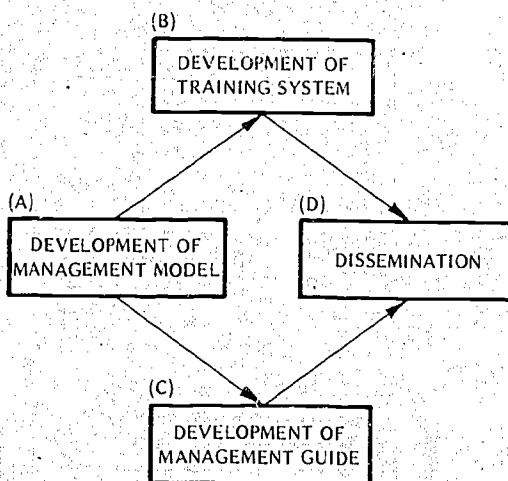 (B)
DEVELOPMENT OF
TRAINING SYSTEM
(A)
DEVELOPMENT OF
MANAGEMENT MODEL
(D)
DISSEMINATION
(C)
DEVELOPMENT OF
MANAGEMENT GUIDE